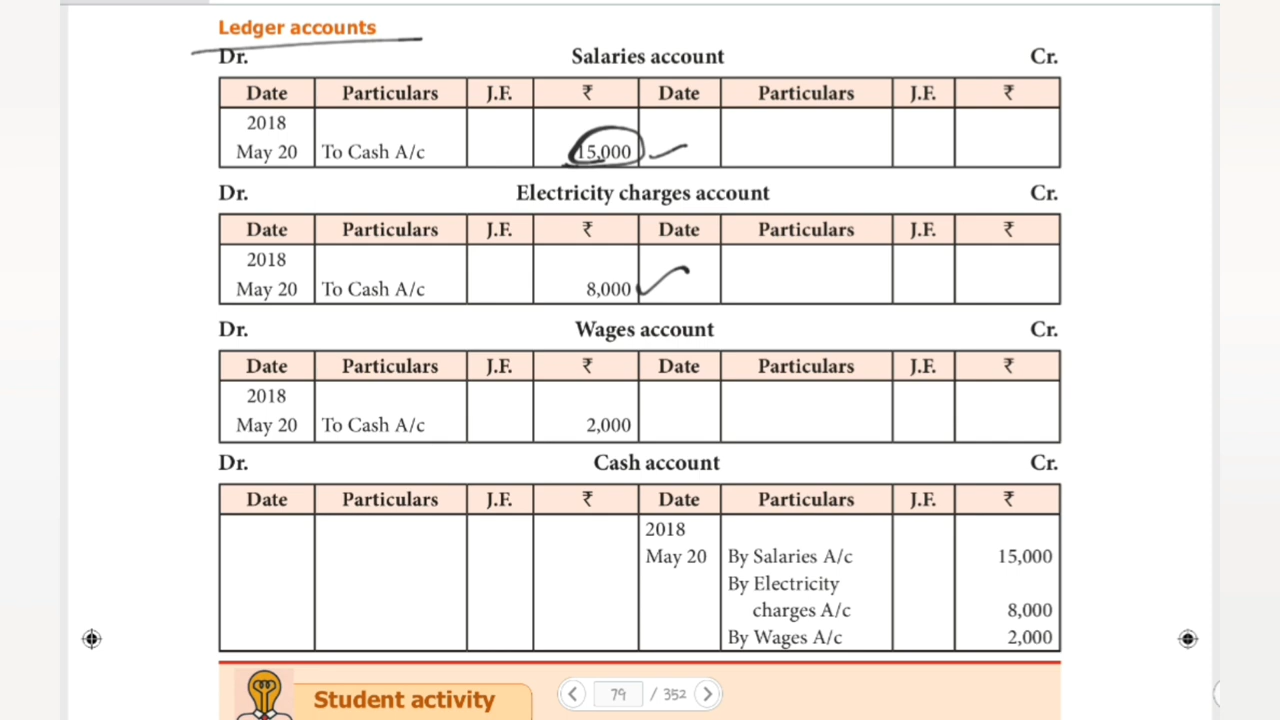 Ledger accounts
Dr. Salaries account Cr.
Date Particulars J.F. ₹ Date Particulars J.F. ₹
2018
May 20 To Cash A/c 15,000
Dr. Electricity charges account Cr.
Date Particulars J.F. ₹ Date Particulars J.F. ₹
2018
May 20 To Cash A/c 8,000
Dr. Wages account Cr.
Date Particulars J.F. ₹ Date Particulars J.F. ₹
2018
May 20 To Cash A/c 2,000
Dr. Cash account Cr.
Date Particulars J.F. ₹ Date Particulars J.F. ₹
2018
May 20 By Salaries A/c 15,000
By Electricity
charges A/c 8,000
By Wages A/c 2,000
Student activity
79 / 352